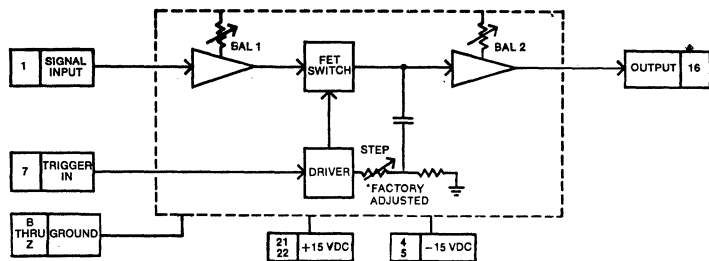 BAL 1
BAL 2
1 SIGNAL INPUT
FET SWITCH
*
OUTPUT 16
7 TRIGGER IN
DRIVER
STEP
*FACTORY ADJUSTED
B THRU Z GROUND
21 22 +15 VDC
4 5 −15 VDC